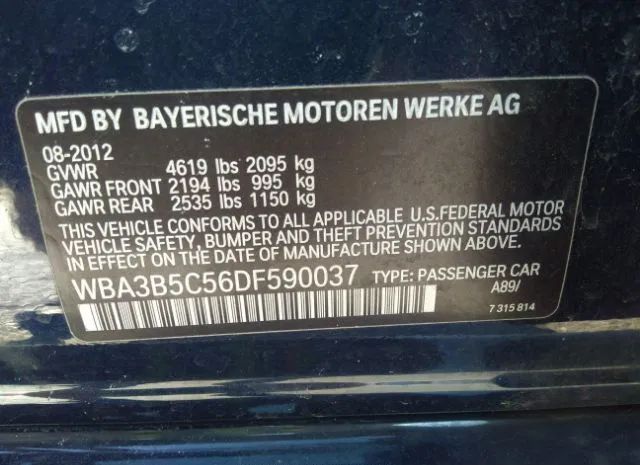 MFD BY BAYERISCHE MOTOREN WERKE AG
08-2012
GVWR 4619 lbs 2095 kg
GAWR FRONT 2194 lbs 995 kg
GAWR REAR 2535 lbs 1150 kg
THIS VEHICLE CONFORMS TO ALL APPLICABLE U.S.FEDERAL MOTOR
VEHICLE SAFETY, BUMPER AND THEFT PREVENTION STANDARDS
IN EFFECT ON THE DATE OF MANUFACTURE SHOWN ABOVE.
WBA3B5C56DF590037 TYPE: PASSENGER CAR
A89/
7 315 814